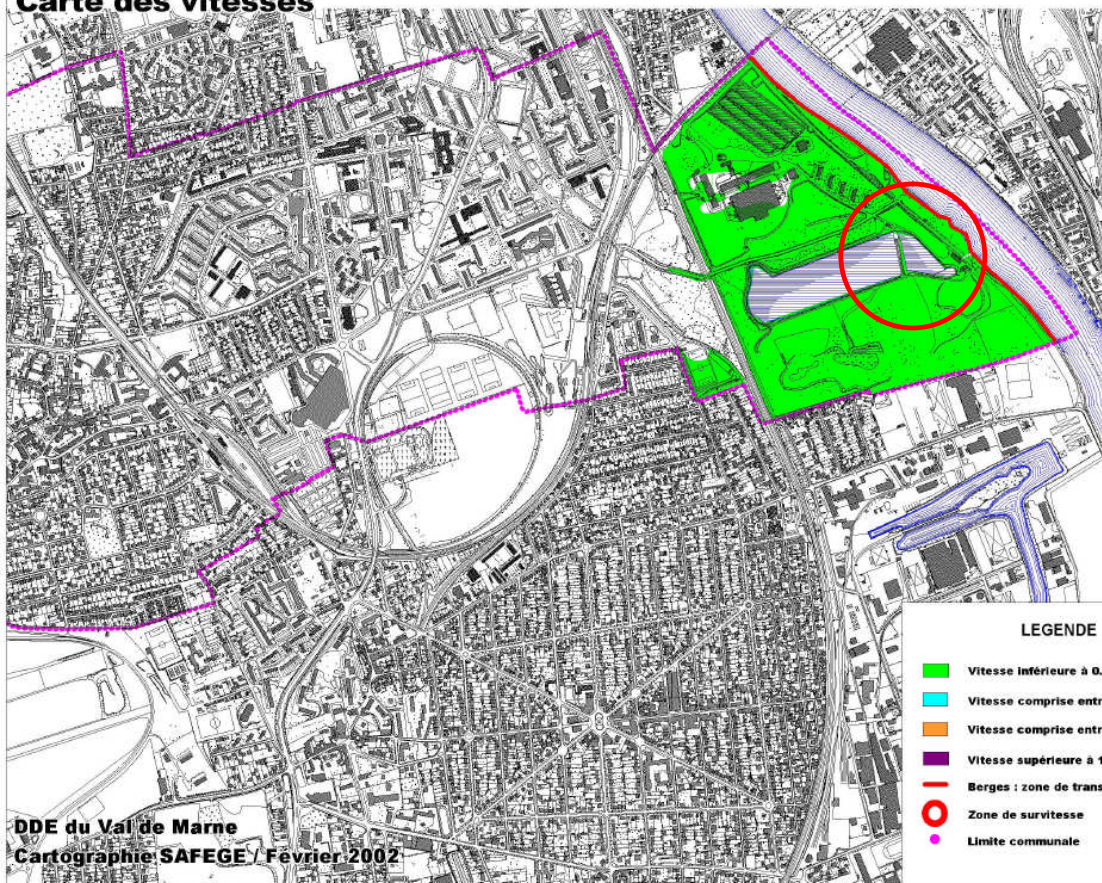 Carte des vitesses
LEGENDE
Vitesse inférieure à 0.
Vitesse comprise entr
Vitesse comprise entr
Vitesse supérieure à 1
Berges : zone de trans
Zone de survitesse
Limite communale
DDE du Val de Marne
Cartographie SAFEGE / Fevrier 2002